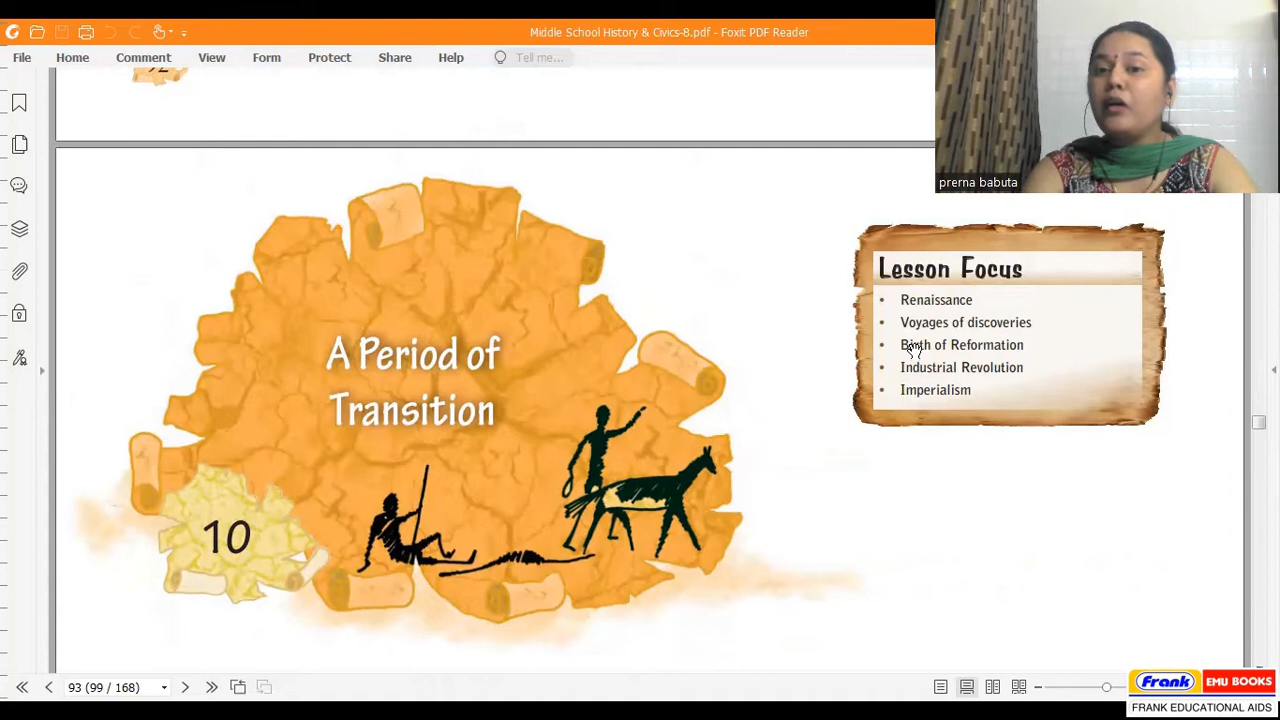 Middle School History & Civics-8.pdf - Foxit PDF Reader
File Home Comment View Form Protect Share Help Tell me...
92
prerna babuta
A Period of
Transition
10
Lesson Focus
• Renaissance
• Voyages of discoveries
• Birth of Reformation
• Industrial Revolution
• Imperialism
93 (99 / 168)
Frank EMU BOOKS
FRANK EDUCATIONAL AIDS